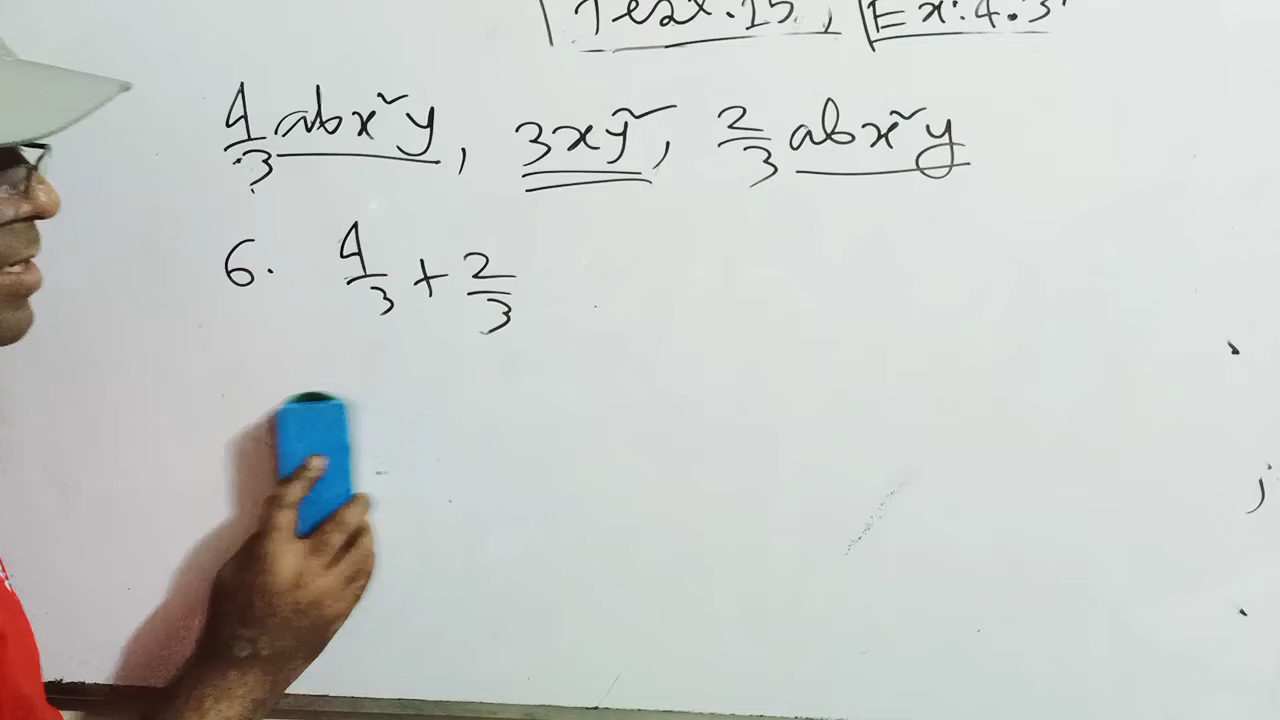 Text.15, Ex:4.3
4/3 abx²y, 3xy², 2/3 abx²y
6. 4/3 + 2/3